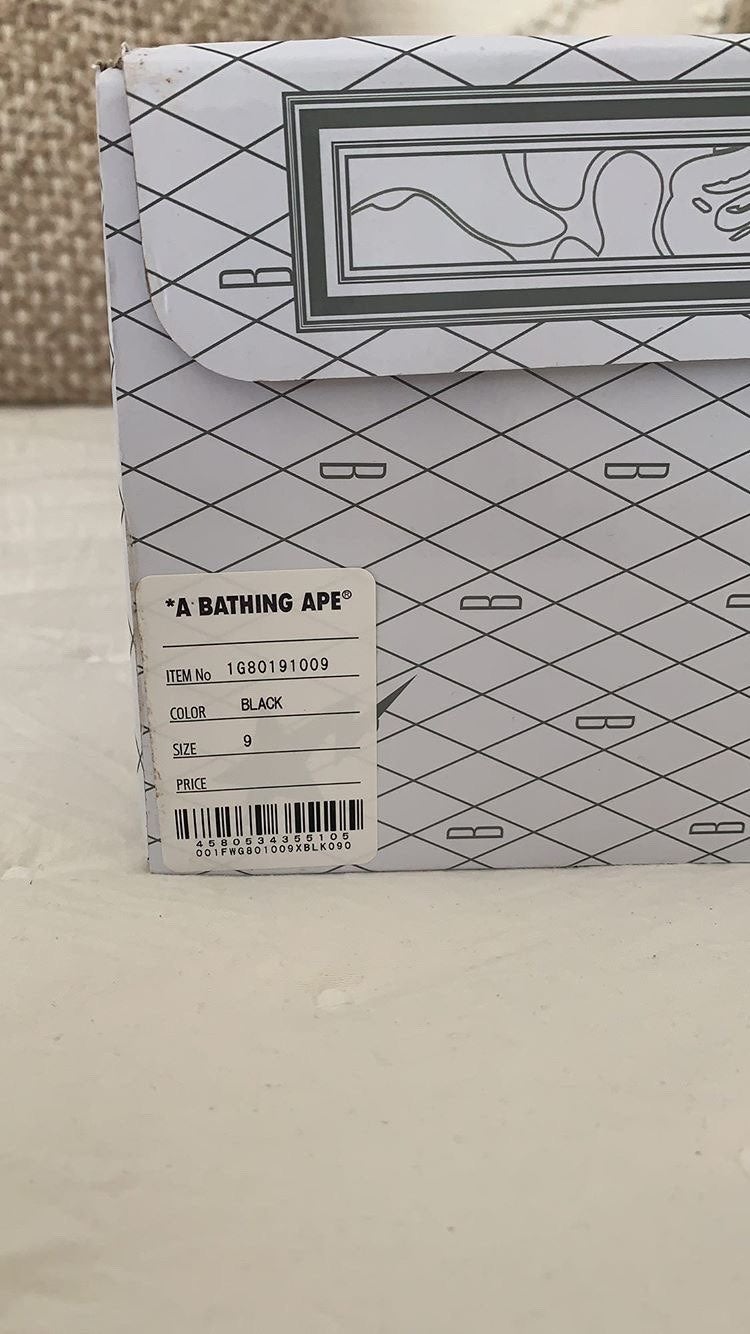 *A BATHING APE®
ITEM No 1G80191009
COLOR BLACK
SIZE 9
PRICE
4580534355105
001FWG801009XBLK090